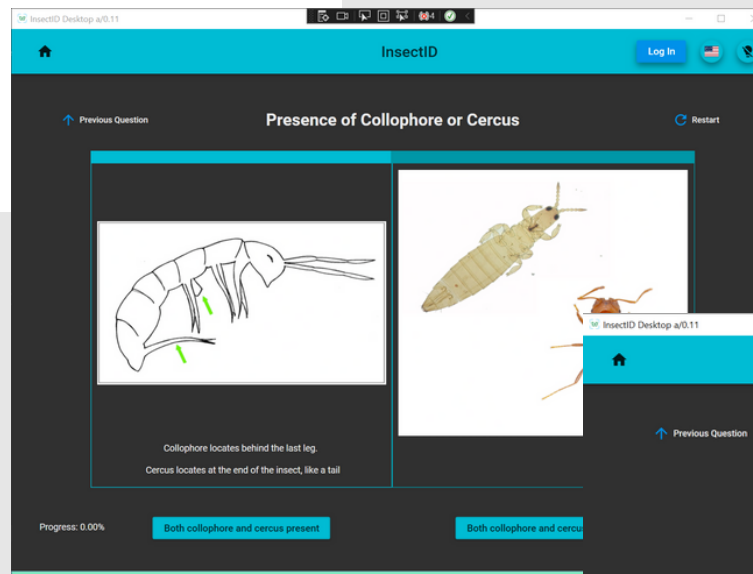 InsectID Desktop a/0.11
InsectID
Log In
Previous Question
Presence of Collophore or Cercus
Restart
Collophore locates behind the last leg.
Cercus locates at the end of the insect, like a tail
Progress: 0.00%
Both collophore and cercus present
Both collophore and cercu
InsectID Desktop a/0.11
Previous Question